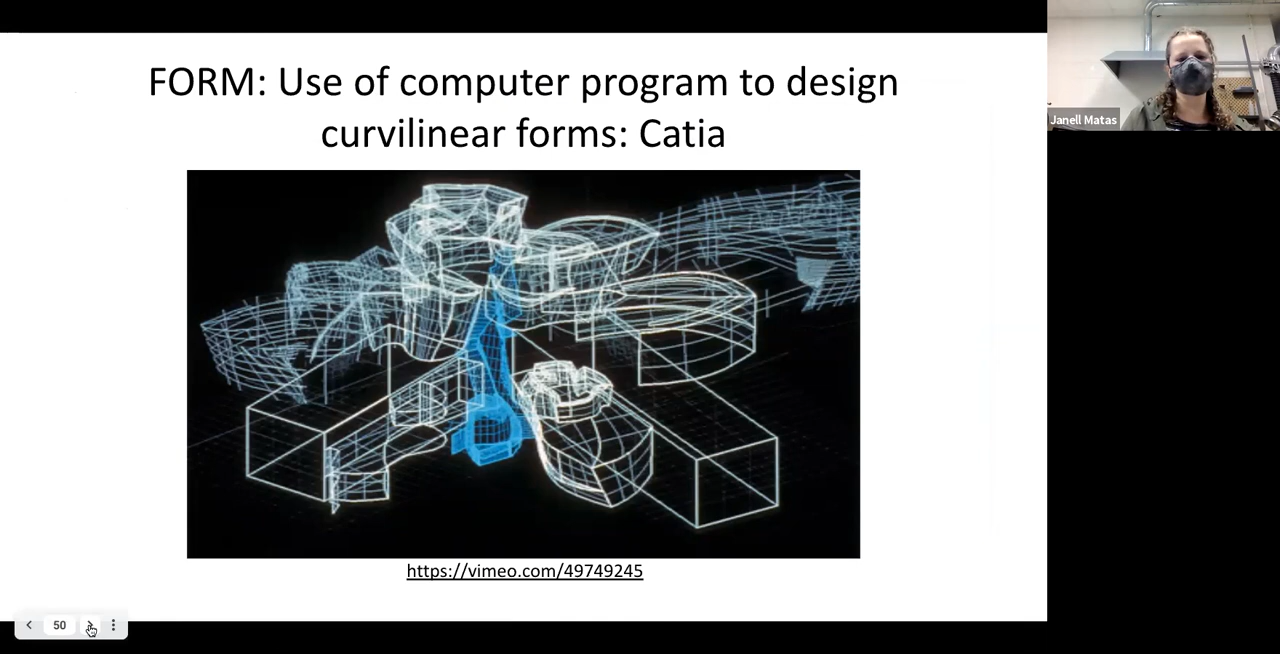 FORM: Use of computer program to design
curvilinear forms: Catia
Janell Matas
https://vimeo.com/49749245
50